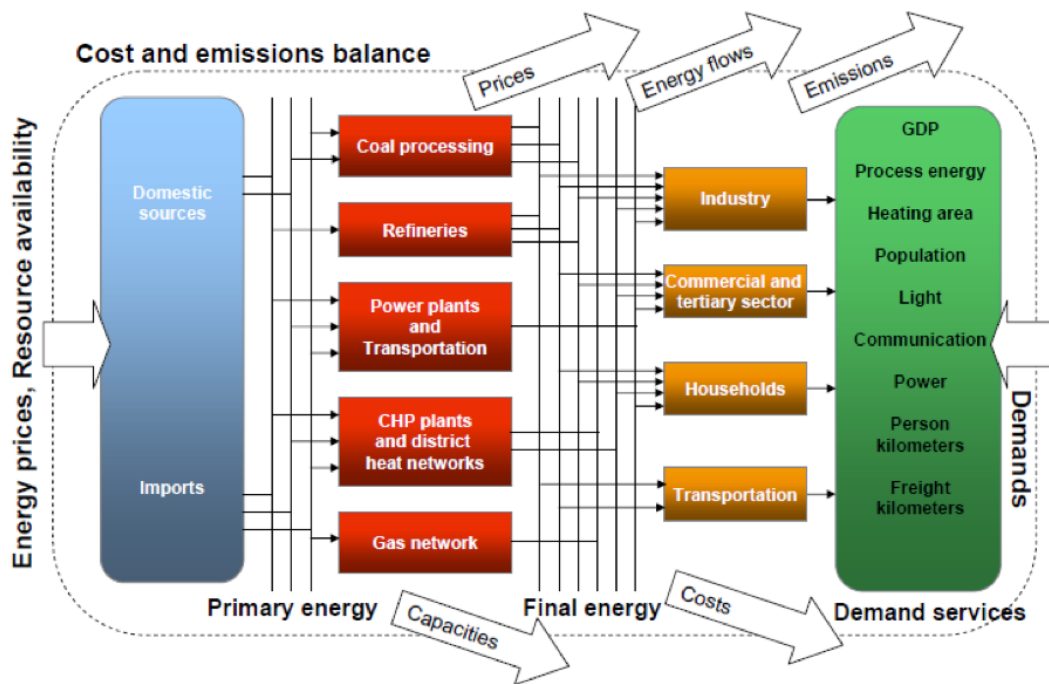 Cost and emissions balance
Prices
Energy flows
Emissions
Energy prices, Resource availability
Domestic
sources
Imports
Coal processing
Refineries
Power plants
and
Transportation
CHP plants
and district
heat networks
Gas network
Industry
Commercial and
tertiary sector
Households
Transportation
GDP
Process energy
Heating area
Population
Light
Communication
Power
Person
kilometers
Freight
kilometers
Demands
Primary energy
Final energy
Demand services
Capacities
Costs